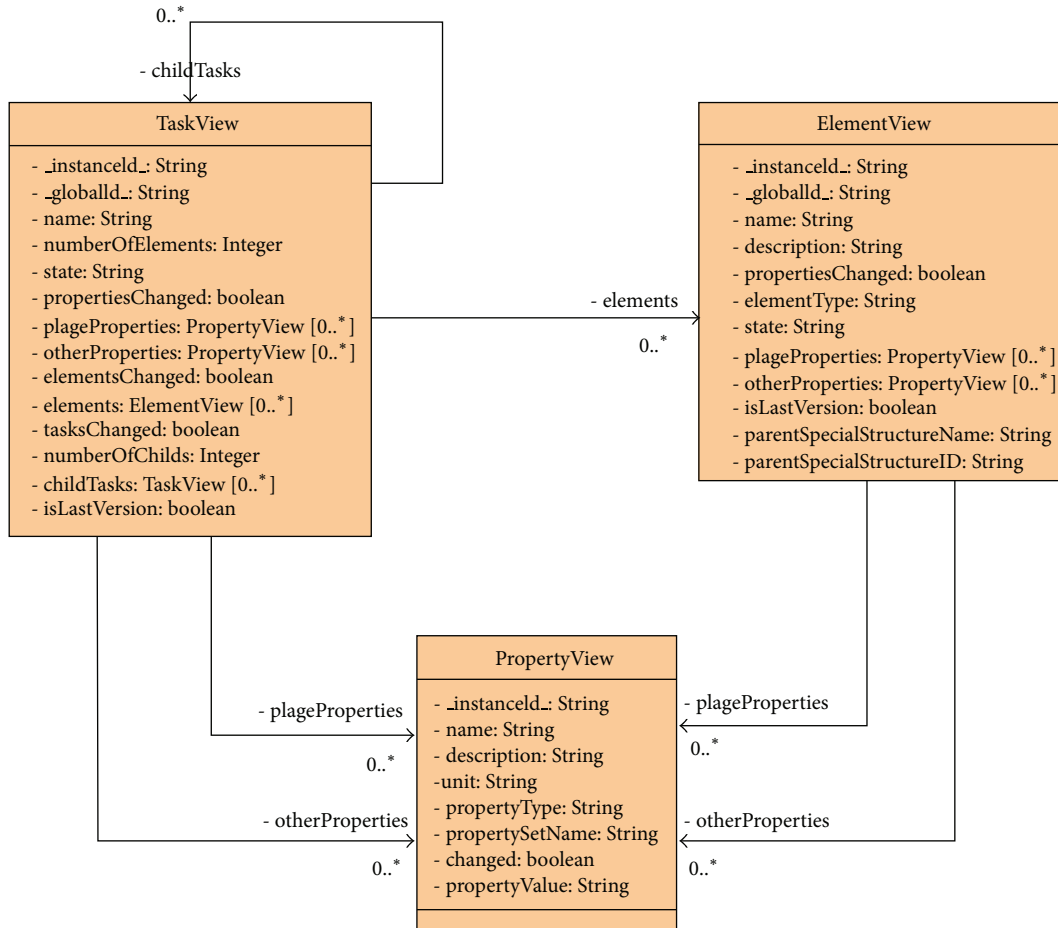 0..*
- childTasks
TaskView
- _instanceId_: String
- _globalId_: String
- name: String
- numberOfElements: Integer
- state: String
- propertiesChanged: boolean
- plageProperties: PropertyView [0..*]
- otherProperties: PropertyView [0..*]
- elementsChanged: boolean
- elements: ElementView [0..*]
- tasksChanged: boolean
- numberOfChilds: Integer
- childTasks: TaskView [0..*]
- isLastVersion: boolean
- elements
0..*
ElementView
- _instanceId_: String
- _globalId_: String
- name: String
- description: String
- propertiesChanged: boolean
- elementType: String
- state: String
- plageProperties: PropertyView [0..*]
- otherProperties: PropertyView [0..*]
- isLastVersion: boolean
- parentSpecialStructureName: String
- parentSpecialStructureID: String
- plageProperties
0..*
- otherProperties
0..*
PropertyView
- _instanceId_: String
- name: String
- description: String
-unit: String
- propertyType: String
- propertySetName: String
- changed: boolean
- propertyValue: String
- plageProperties
0..*
- otherProperties
0..*